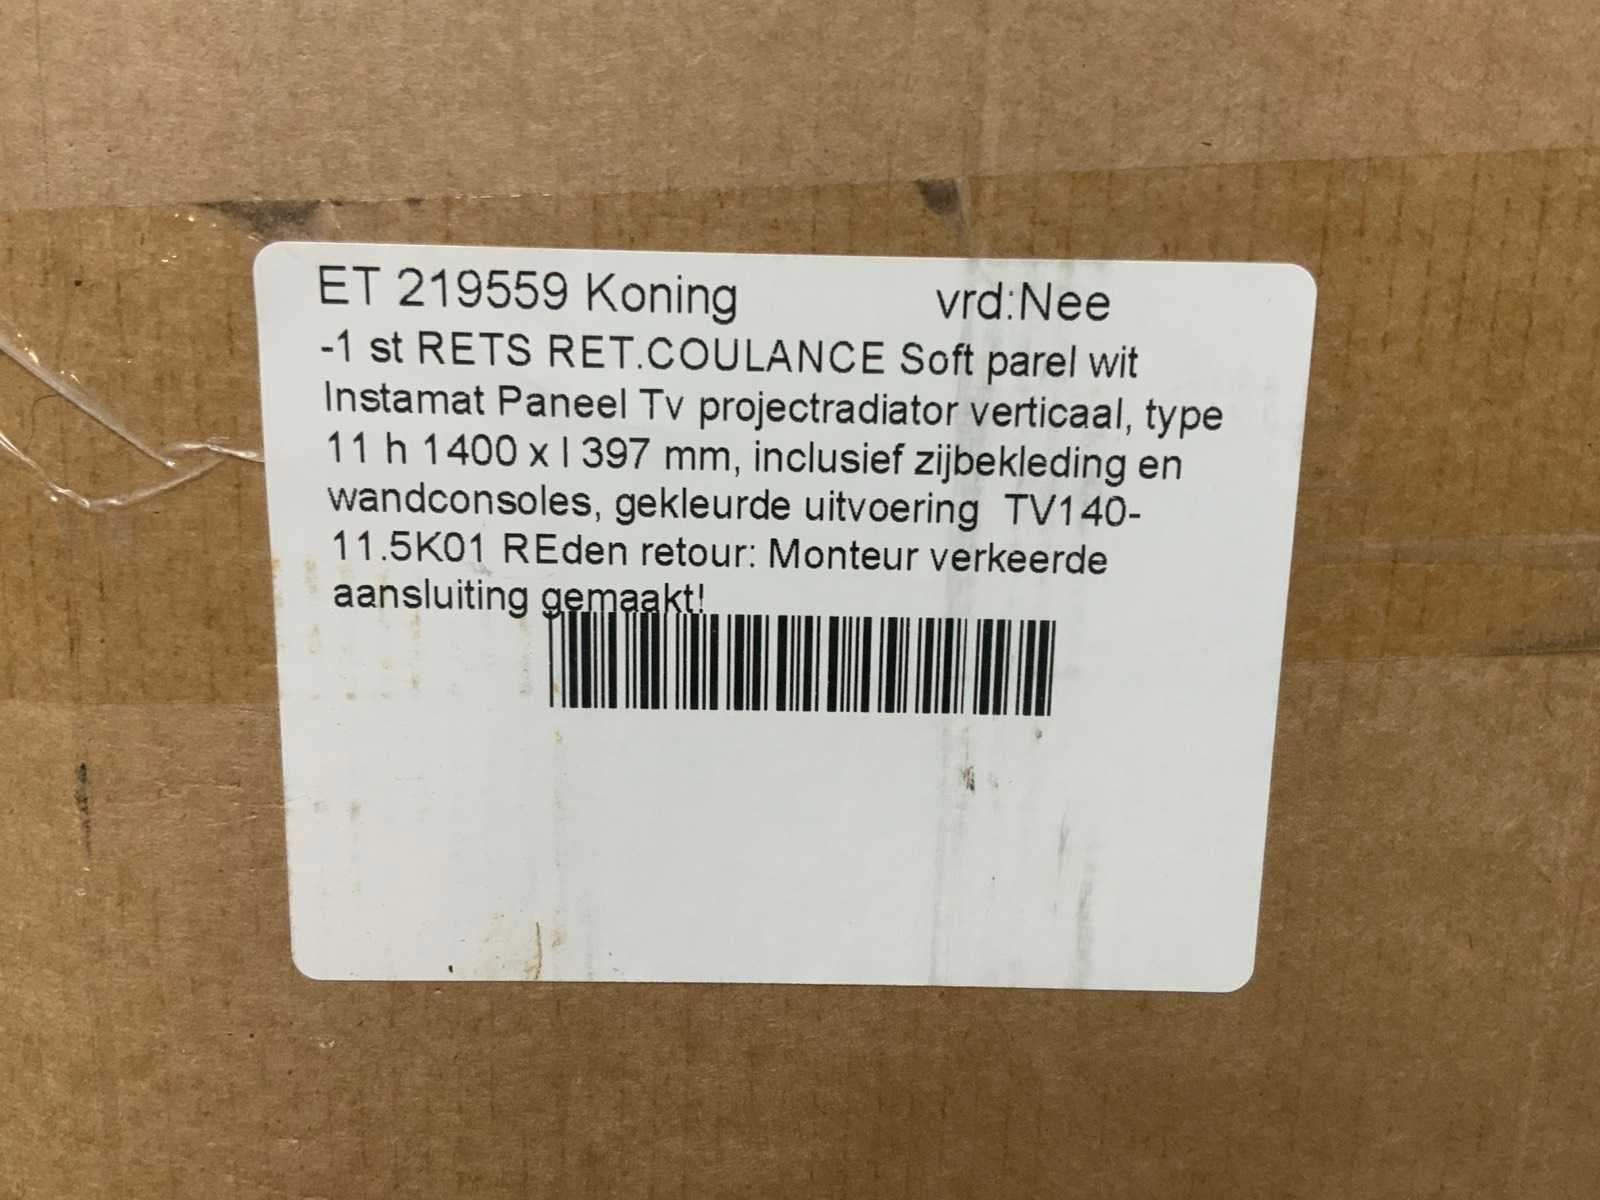 ET 219559 Koning vrd:Nee
-1 st RETS RET.COULANCE Soft parel wit
Instamat Paneel Tv projectradiator verticaal, type
11 h 1400 x l 397 mm, inclusief zijbekleding en
wandconsoles, gekleurde uitvoering TV140-
11.5K01 REden retour: Monteur verkeerde
aansluiting gemaakt!